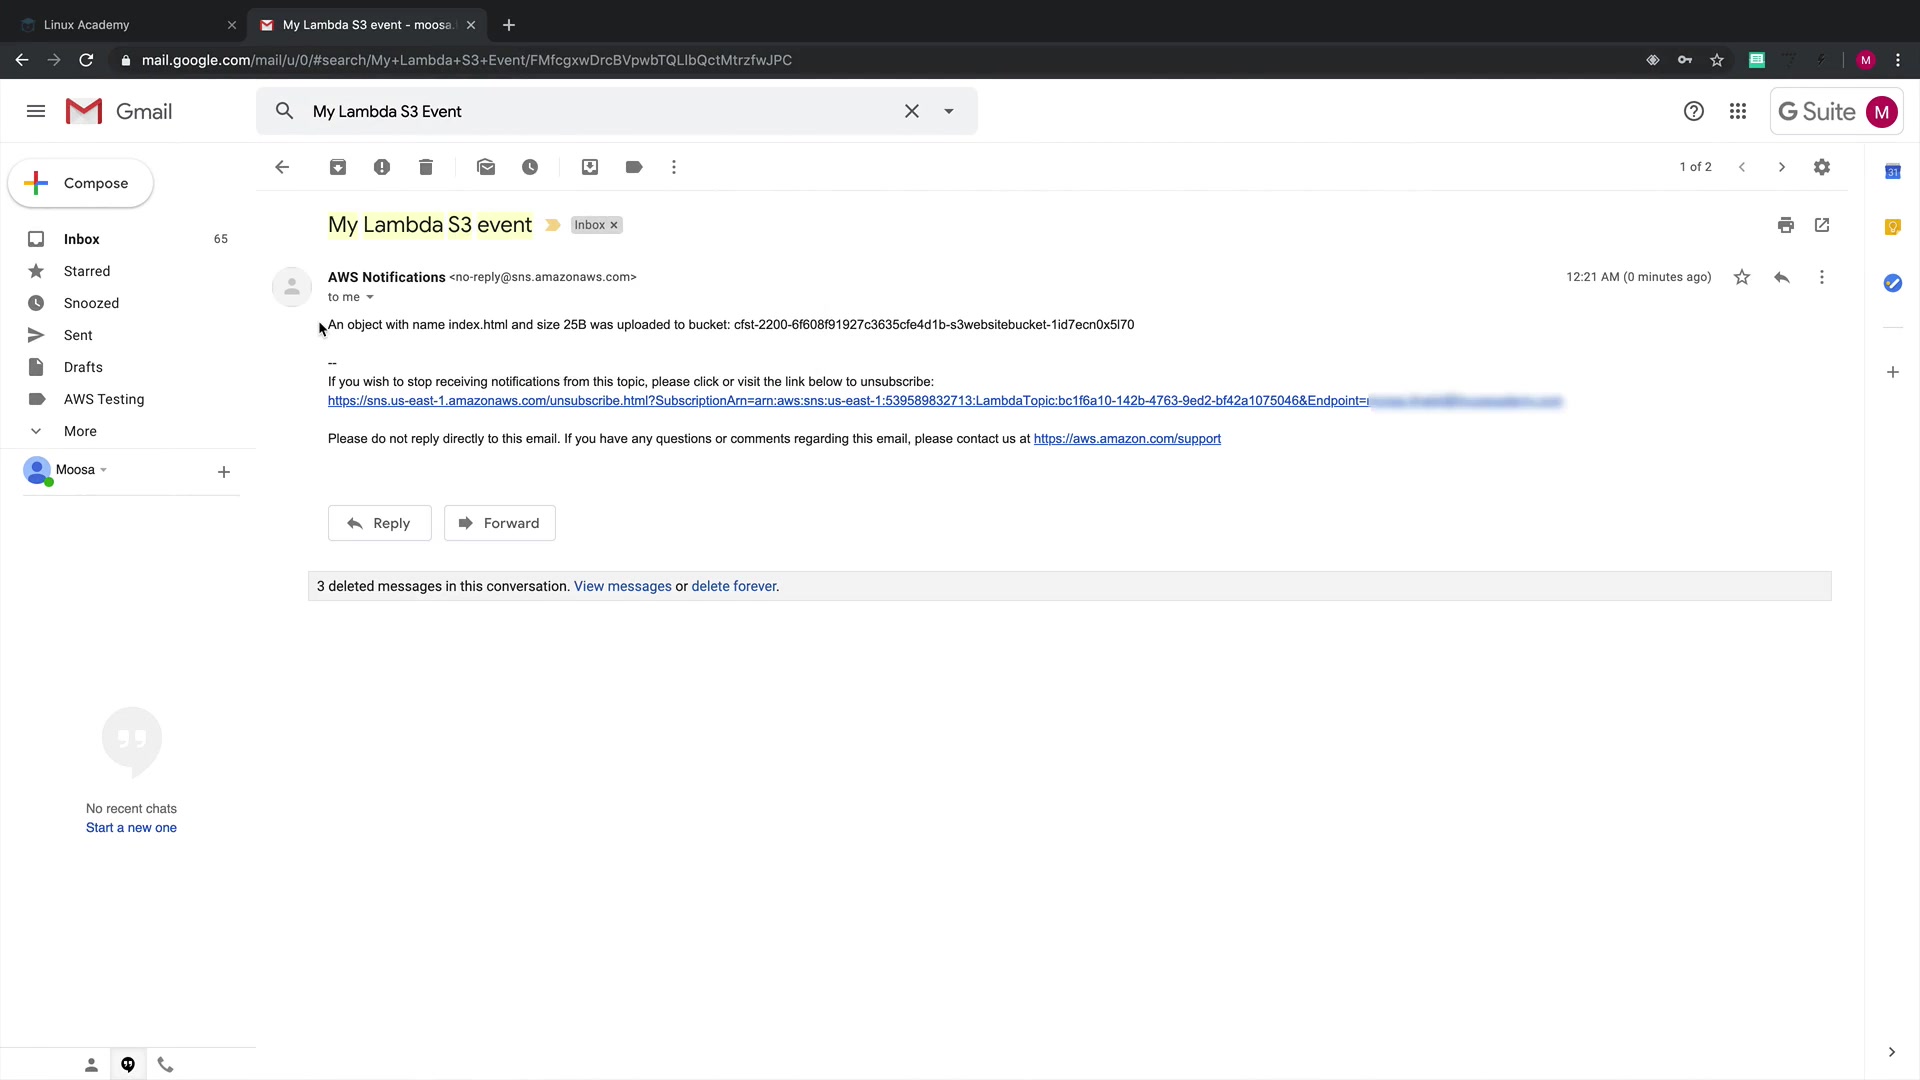 Linux Academy
My Lambda S3 event - moosa.
mail.google.com/mail/u/0/#search/My+Lambda+S3+Event/FMfcgxwDrcBVpwbTQLlbQctMtrzfwJPC
M
Gmail
My Lambda S3 Event
G Suite
M
Compose
1 of 2
31
My Lambda S3 event
Inbox
Inbox
65
Starred
Snoozed
Sent
Drafts
AWS Testing
More
Moosa
AWS Notifications <no-reply@sns.amazonaws.com>
12:21 AM (0 minutes ago)
to me
An object with name index.html and size 25B was uploaded to bucket: cfst-2200-6f608f91927c3635cfe4d1b-s3websitebucket-1id7ecn0x5l70
--
If you wish to stop receiving notifications from this topic, please click or visit the link below to unsubscribe:
https://sns.us-east-1.amazonaws.com/unsubscribe.html?SubscriptionArn=arn:aws:sns:us-east-1:539589832713:LambdaTopic:bc1f6a10-142b-4763-9ed2-bf42a1075046&Endpoint=
Please do not reply directly to this email. If you have any questions or comments regarding this email, please contact us at https://aws.amazon.com/support
Reply
Forward
3 deleted messages in this conversation. View messages or delete forever.
No recent chats
Start a new one